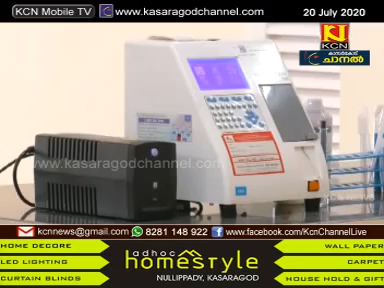 KCN Mobile TV
www.kasaragodchannel.com
20 July 2020
KCN
കാസർകോട്
ചാനൽ
www.kasaragodchannel.com
kcnnews@gmail.com 8281 148 922 www.facebook.com/KcnChannelLive
HOME DECORE
LED LIGHTING
CURTAIN BLINDS
adhoc
homestyle
NULLIPPADY, KASARAGOD
WALL PAPER
CARPET
HOUSE HOLD & GIFT